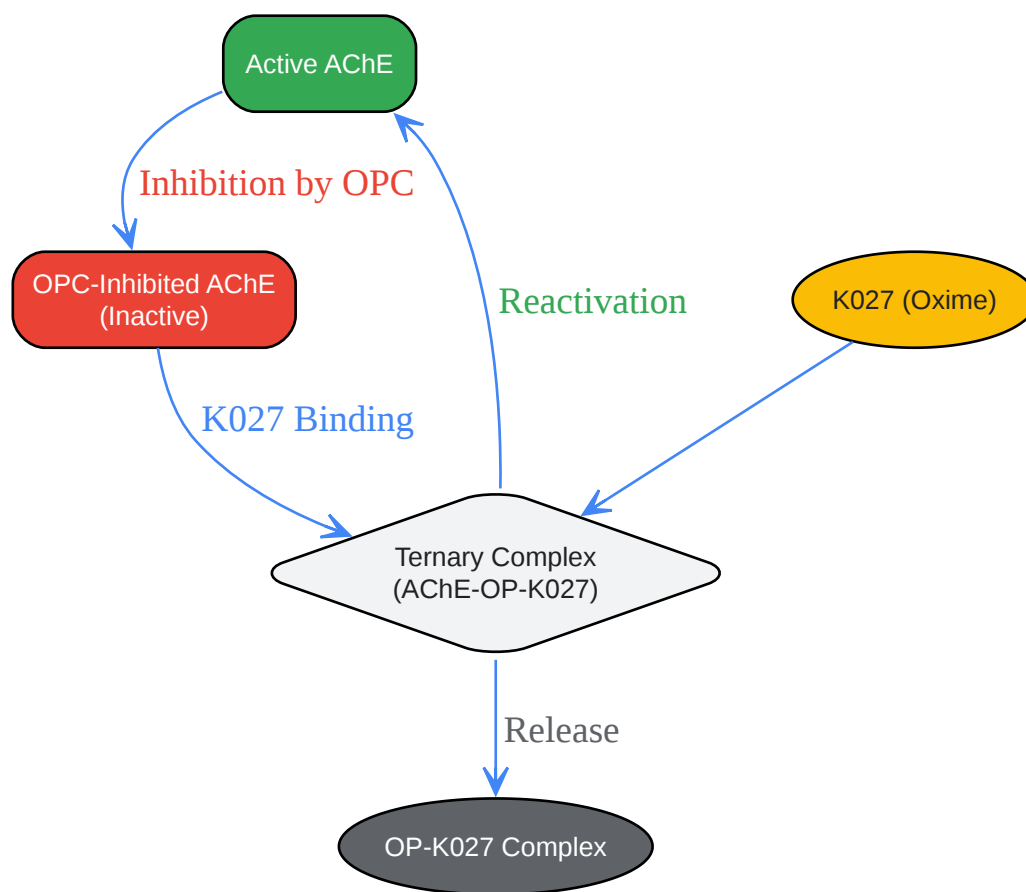 Active AChE
Inhibition by OPC
OPC-Inhibited AChE
(Inactive)
Reactivation
K027 (Oxime)
K027 Binding
Ternary Complex
(AChE-OP-K027)
Release
OP-K027 Complex